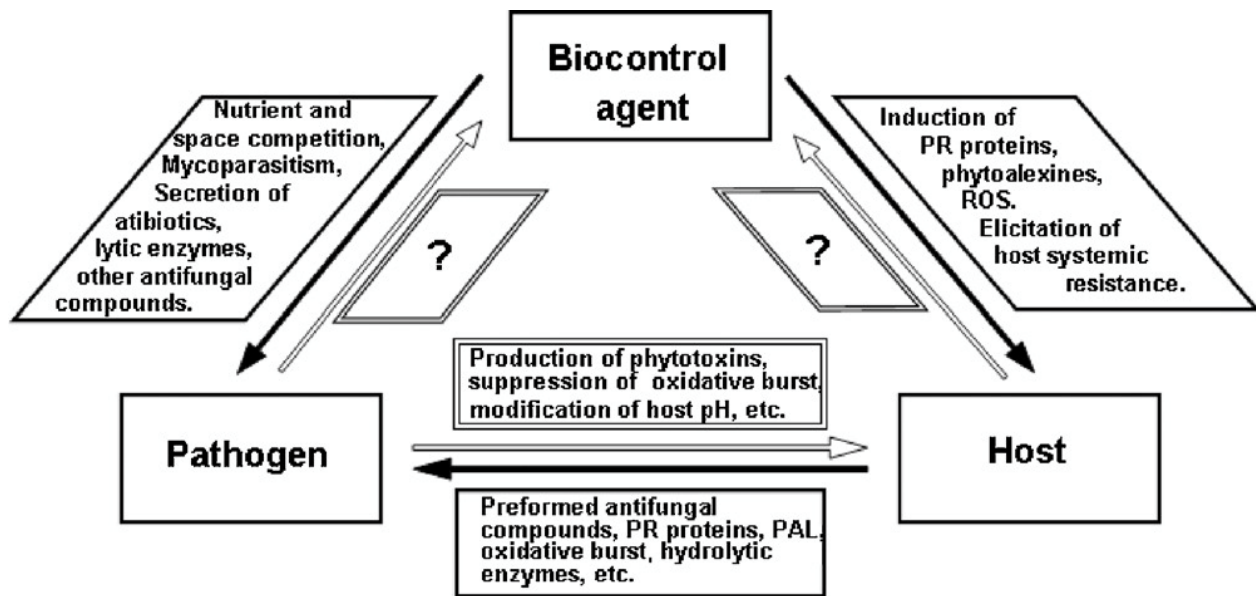 Biocontrol
agent
Nutrient and
space competition,
Mycoparasitism,
Secretion of
atibiotics,
lytic enzymes,
other antifungal
compounds.
?
?
Induction of
PR proteins,
phytoalexines,
ROS.
Elicitation of
host systemic
resistance.
Production of phytotoxins,
suppression of oxidative burst,
modification of host pH, etc.
Pathogen
Host
Preformed antifungal
compounds, PR proteins, PAL,
oxidative burst, hydrolytic
enzymes, etc.